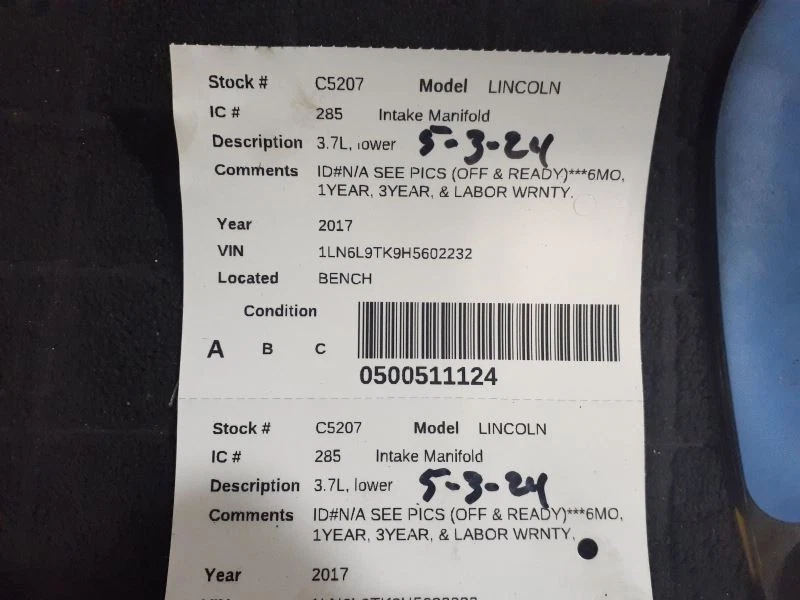 Stock # C5207 Model LINCOLN
IC # 285 Intake Manifold
Description 3.7L, lower 5-3-24
Comments ID#N/A SEE PICS (OFF & READY)***6MO,
1YEAR, 3YEAR, & LABOR WRNTY.
Year 2017
VIN 1LN6L9TK9H5602232
Located BENCH
Condition
A B C
0500511124
Stock # C5207 Model LINCOLN
IC # 285 Intake Manifold
Description 3.7L, lower 5-3-24
Comments ID#N/A SEE PICS (OFF & READY)***6MO,
1YEAR, 3YEAR, & LABOR WRNTY.
Year 2017